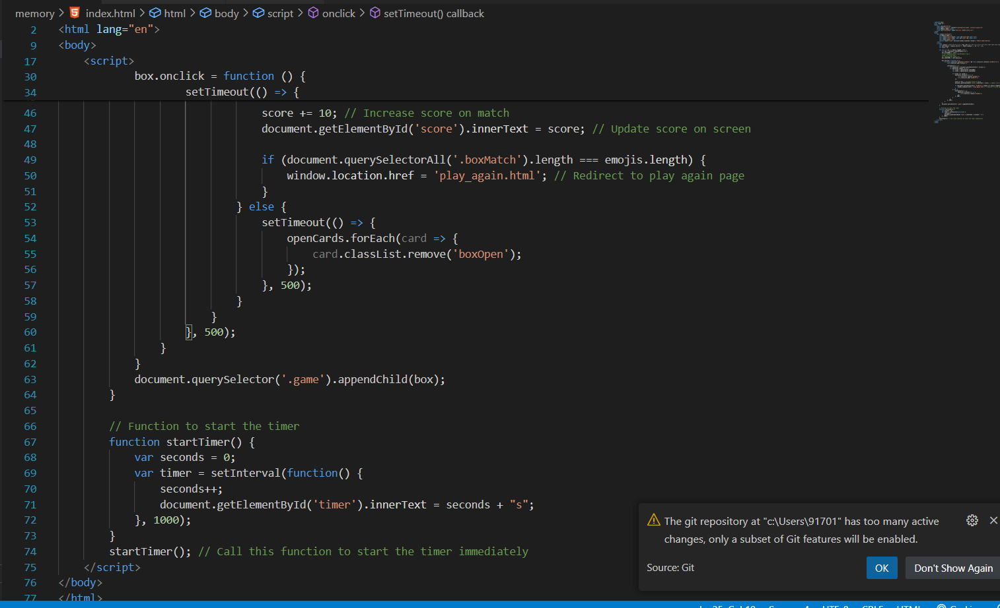 memory > index.html > html > body > script > onclick > setTimeout() callback
2 <html lang="en">
9 <body>
17 <script>
30 box.onclick = function () {
34 setTimeout(() => {
46 score += 10; // Increase score on match
47 document.getElementById('score').innerText = score; // Update score on screen
48
49 if (document.querySelectorAll('.boxMatch').length === emojis.length) {
50 window.location.href = 'play_again.html'; // Redirect to play again page
51 }
52 } else {
53 setTimeout(() => {
54 openCards.forEach(card => {
55 card.classList.remove('boxOpen');
56 });
57 }, 500);
58 }
59 }
60 }, 500);
61 }
62 }
63 document.querySelector('.game').appendChild(box);
64 }
65
66 // Function to start the timer
67 function startTimer() {
68 var seconds = 0;
69 var timer = setInterval(function() {
70 seconds++;
71 document.getElementById('timer').innerText = seconds + "s";
72 }, 1000);
73 }
74 startTimer(); // Call this function to start the timer immediately
75 </script>
76 </body>
77 </html>
The git repository at "c:\Users\91701" has too many active
changes, only a subset of Git features will be enabled.
Source: Git
OK
Don't Show Again